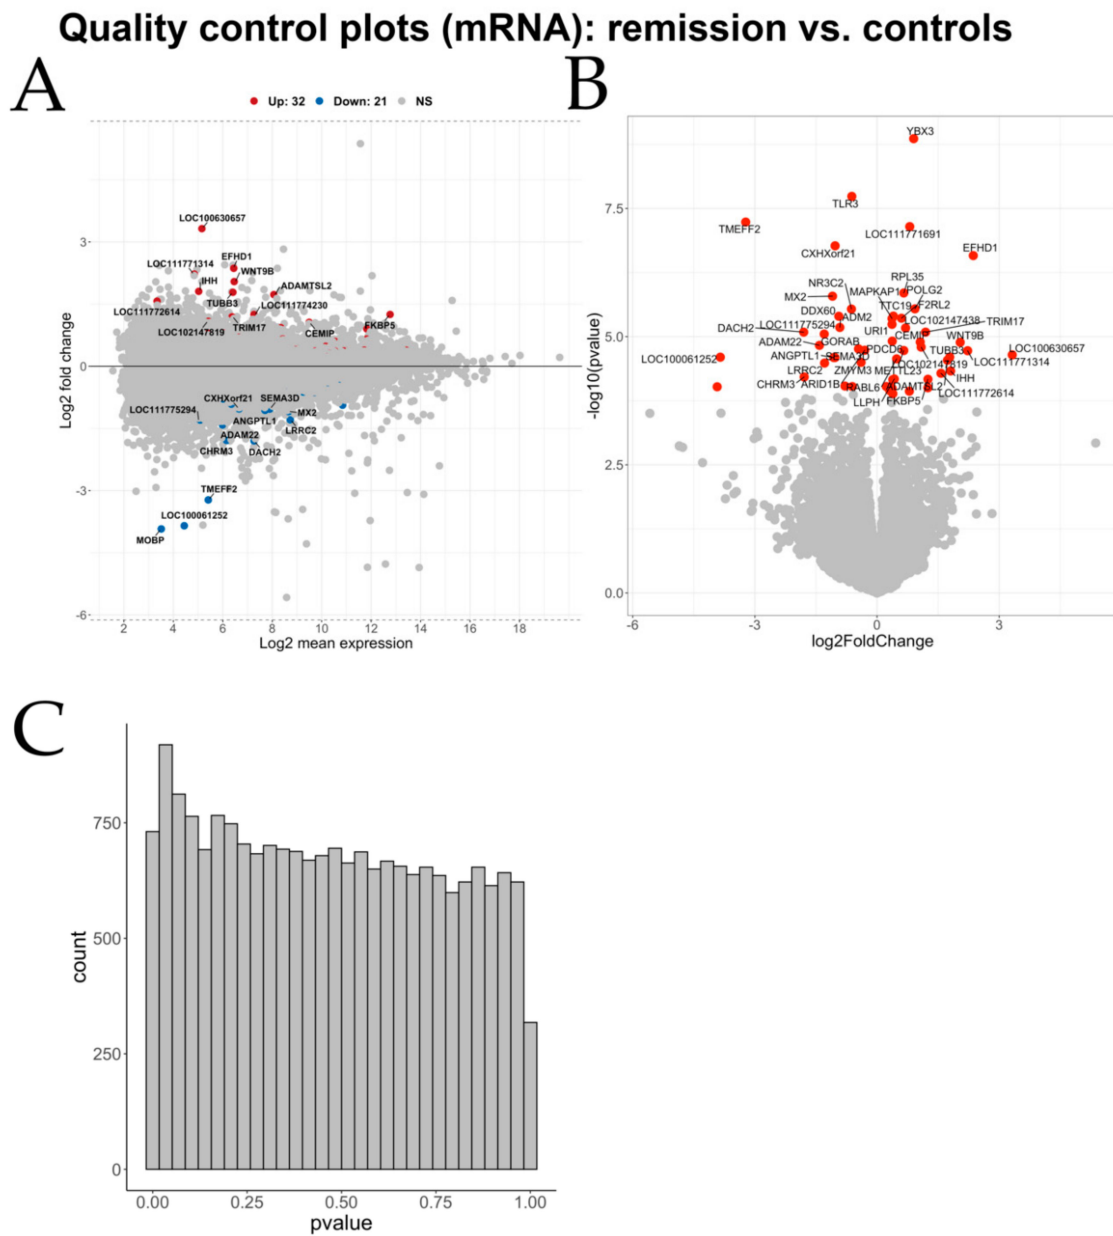 Quality control plots (mRNA): remission vs. controls
A
Up: 32 Down: 21 NS
Log2 fold change
3
0
-3
-6
LOC100630657
LOC111771314
EFHD1
WNT9B
IHH
ADAMTSL2
TUBB3
LOC111774230
LOC111772614
LOC102147819
TRIM17
CEMIP
FKBP5
CXHXorf21
SEMA3D
LOC111775294
ANGPTL1
MX2
ADAM22
LRRC2
CHRM3
DACH2
TMEFF2
LOC100061252
MOBP
2 4 6 8 10 12 14 16 18
Log2 mean expression
B
-log10(pvalue)
7.5
5.0
2.5
0.0
YBX3
TLR3
TMEFF2
LOC111771691
CXHXorf21
EFHD1
RPL35
NR3C2
MAPKAP1
POLG2
MX2
TTC19
F2RL2
DDX60
ADM2
LOC102147438
TRIM17
DACH2
LOC111775294
URI1
CEMIP
WNT9B
ADAM22
GORAB
PDCD6
TUBB3
LOC100630657
LOC100061252
ANGPTL1
SEMA3D
LOC102147819
LOC111771314
LRRC2
ZMYM3
METTL23
IHH
CHRM3
ARID1B
RABL6
ADAMTSL2
LOC111772614
LLPH
FKBP5
-6 -3 0 3
log2FoldChange
C
count
750
500
250
0
0.00 0.25 0.50 0.75 1.00
pvalue